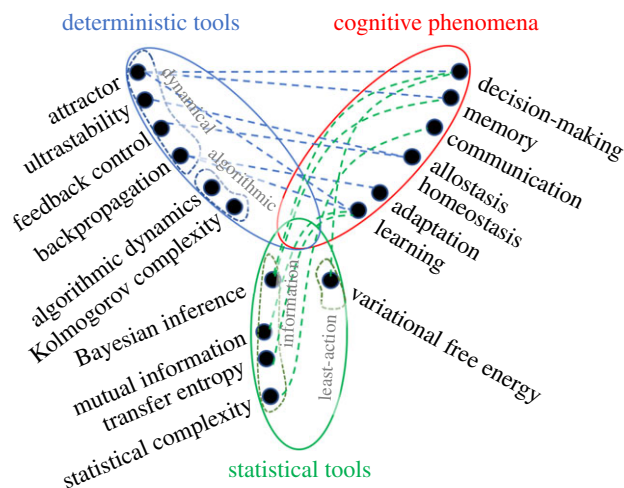 deterministic tools
cognitive phenomena
attractor
ultrastability
feedback control
backpropagation
algorithmic dynamics
Kolmogorov complexity
dynamical
algorithmic
decision-making
memory
communication
allostasis
homeostasis
adaptation
learning
Bayesian inference
mutual information
transfer entropy
statistical complexity
information
least-action
variational free energy
statistical tools